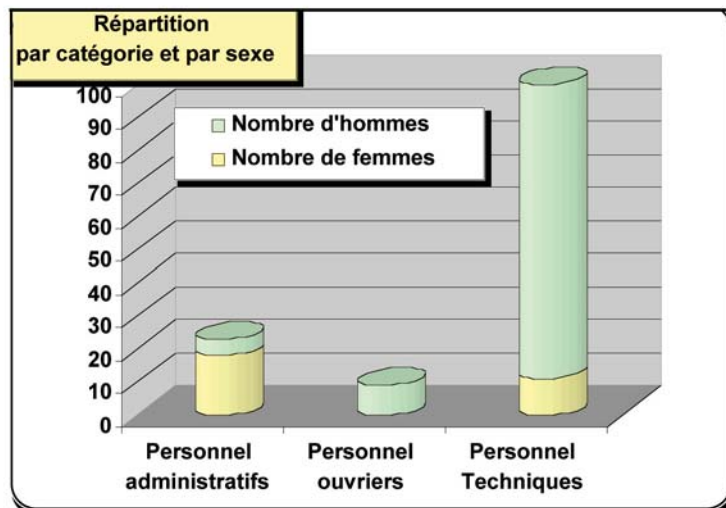 Répartition
par catégorie et par sexe
100
90
80
70
60
50
40
30
20
10
0
Nombre d'hommes
Nombre de femmes
Personnel
administratifs
Personnel
ouvriers
Personnel
Techniques